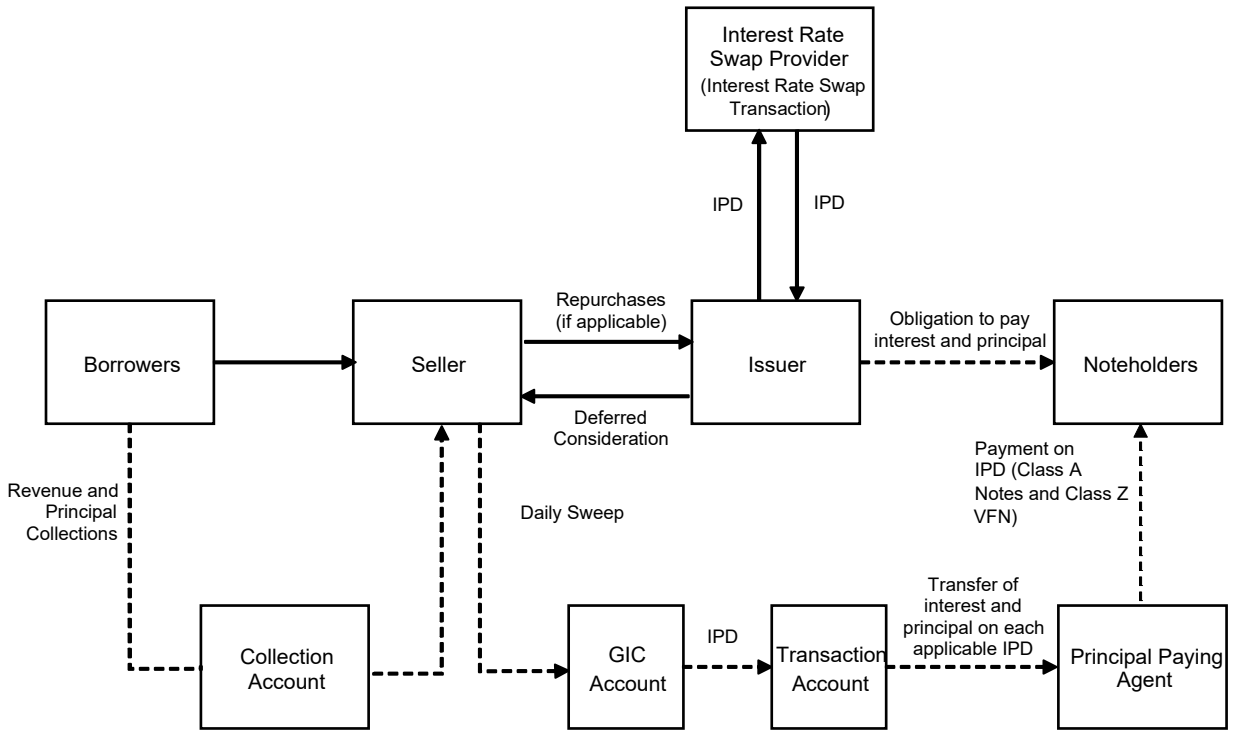 Interest Rate
Swap Provider
(Interest Rate Swap
Transaction)
IPD
IPD
Borrowers
Seller
Repurchases
(if applicable)
Deferred
Consideration
Issuer
Obligation to pay
interest and principal
Noteholders
Revenue and
Principal
Collections
Daily Sweep
Payment on
IPD (Class A
Notes and Class Z
VFN)
Collection
Account
GIC
Account
IPD
Transaction
Account
Transfer of
interest and
principal on each
applicable IPD
Principal Paying
Agent